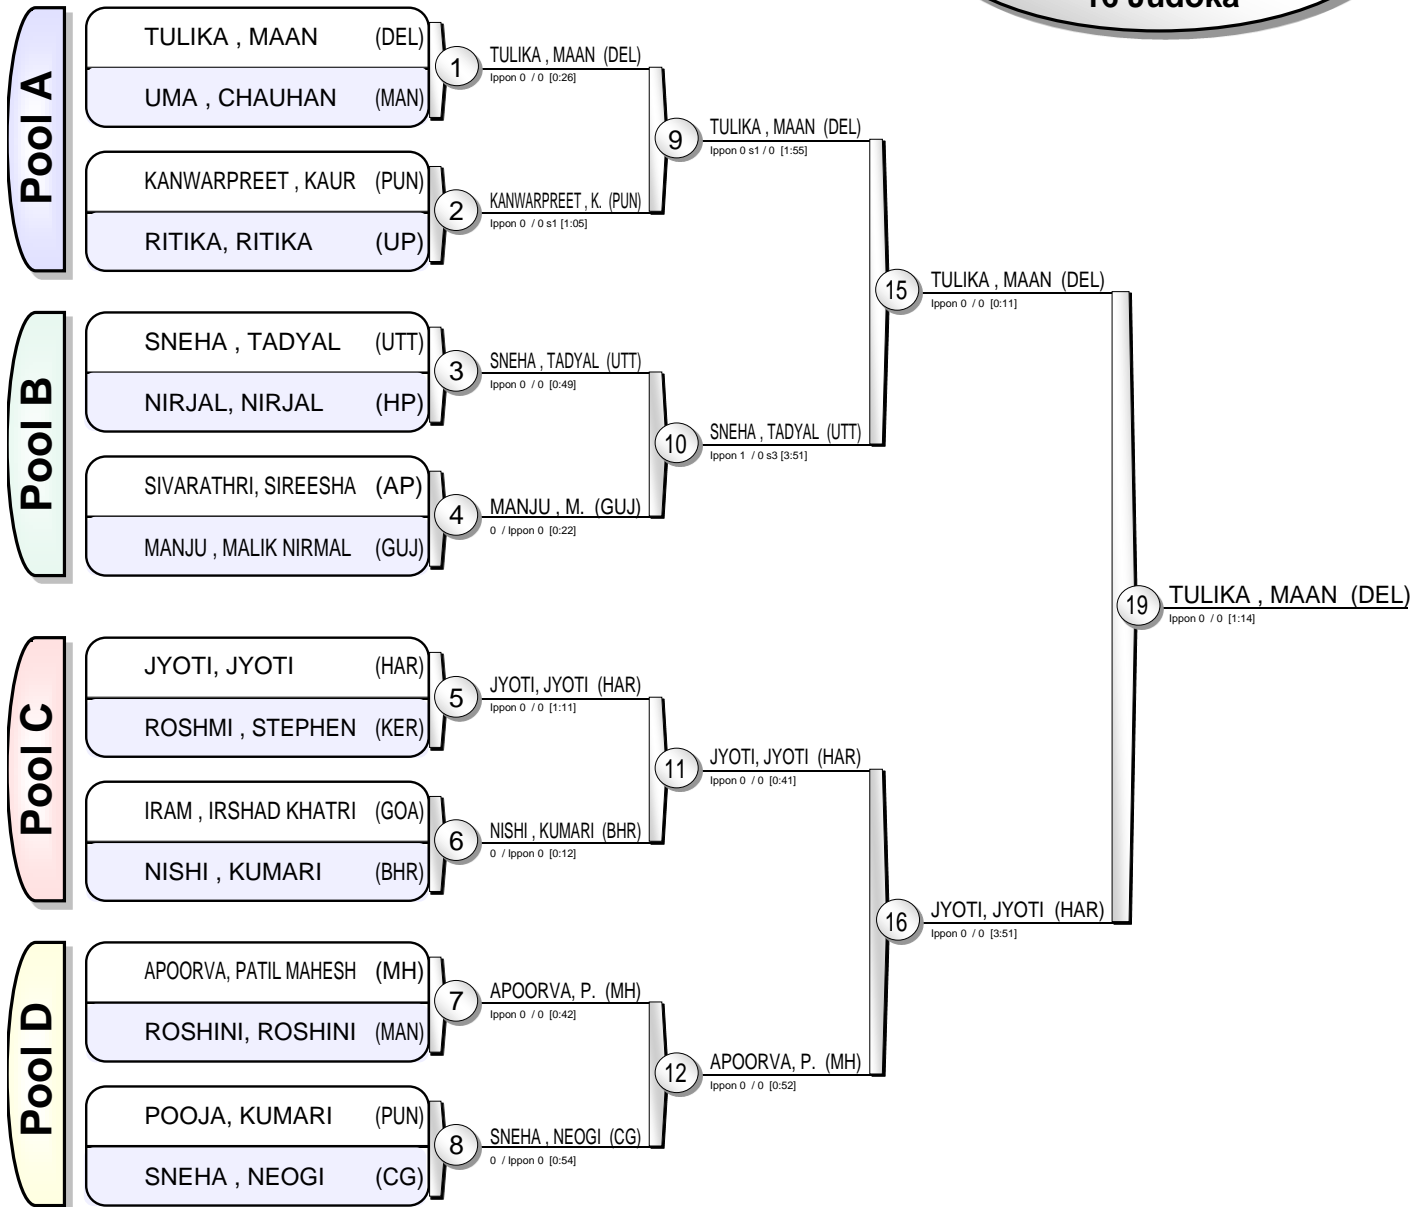 16 Judoka
Pool A
TULIKA , MAAN (DEL)
UMA , CHAUHAN (MAN)
KANWARPREET , KAUR (PUN)
RITIKA, RITIKA (UP)
Pool B
SNEHA , TADYAL (UTT)
NIRJAL, NIRJAL (HP)
SIVARATHRI, SIREESHA (AP)
MANJU , MALIK NIRMAL (GUJ)
Pool C
JYOTI, JYOTI (HAR)
ROSHMI , STEPHEN (KER)
IRAM , IRSHAD KHATRI (GOA)
NISHI , KUMARI (BHR)
Pool D
APOORVA, PATIL MAHESH (MH)
ROSHINI, ROSHINI (MAN)
POOJA, KUMARI (PUN)
SNEHA , NEOGI (CG)
1
TULIKA , MAAN (DEL)
Ippon 0 / 0 [0:26]
2
KANWARPREET , K. (PUN)
Ippon 0 / 0 s1 [1:05]
3
SNEHA , TADYAL (UTT)
Ippon 0 / 0 [0:49]
4
MANJU , M. (GUJ)
0 / Ippon 0 [0:22]
5
JYOTI, JYOTI (HAR)
Ippon 0 / 0 [1:11]
6
NISHI , KUMARI (BHR)
0 / Ippon 0 [0:12]
7
APOORVA, P. (MH)
Ippon 0 / 0 [0:42]
8
SNEHA , NEOGI (CG)
0 / Ippon 0 [0:54]
9
TULIKA , MAAN (DEL)
Ippon 0 s1 / 0 [1:55]
10
SNEHA , TADYAL (UTT)
Ippon 1 / 0 s3 [3:51]
11
JYOTI, JYOTI (HAR)
Ippon 0 / 0 [0:41]
12
APOORVA, P. (MH)
Ippon 0 / 0 [0:52]
15
TULIKA , MAAN (DEL)
Ippon 0 / 0 [0:11]
16
JYOTI, JYOTI (HAR)
Ippon 0 / 0 [3:51]
19
TULIKA , MAAN (DEL)
Ippon 0 / 0 [1:14]